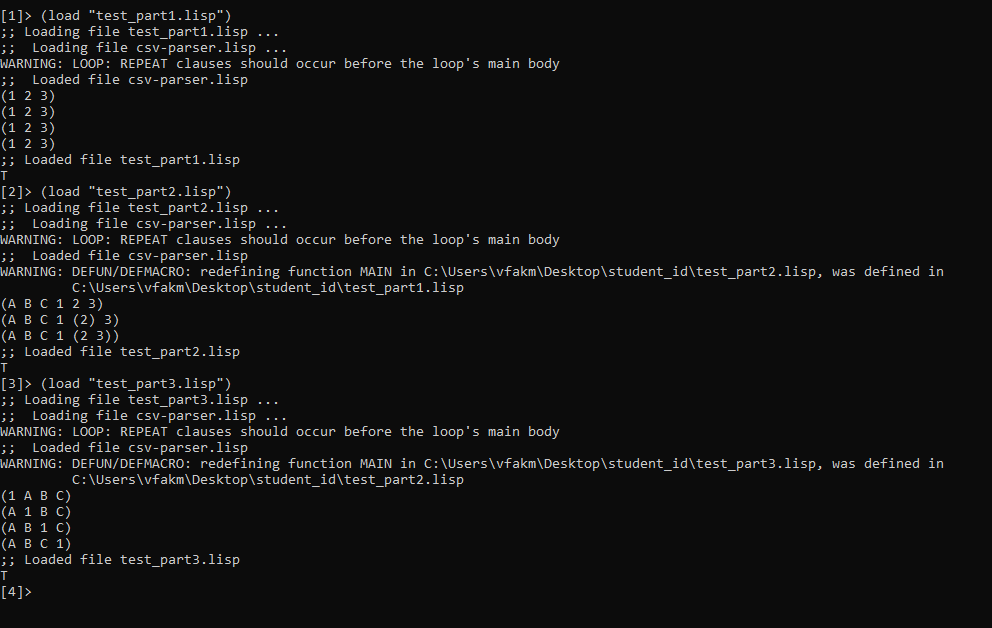 [1]> (load "test_part1.lisp")
;; Loading file test_part1.lisp ...
;;  Loading file csv-parser.lisp ...
WARNING: LOOP: REPEAT clauses should occur before the loop's main body
;;  Loaded file csv-parser.lisp
(1 2 3)
(1 2 3)
(1 2 3)
(1 2 3)
;; Loaded file test_part1.lisp
T
[2]> (load "test_part2.lisp")
;; Loading file test_part2.lisp ...
;;  Loading file csv-parser.lisp ...
WARNING: LOOP: REPEAT clauses should occur before the loop's main body
;;  Loaded file csv-parser.lisp
WARNING: DEFUN/DEFMACRO: redefining function MAIN in C:\Users\vfakm\Desktop\student_id\test_part2.lisp, was defined in
         C:\Users\vfakm\Desktop\student_id\test_part1.lisp
(A B C 1 2 3)
(A B C 1 (2) 3)
(A B C 1 (2 3))
;; Loaded file test_part2.lisp
T
[3]> (load "test_part3.lisp")
;; Loading file test_part3.lisp ...
;;  Loading file csv-parser.lisp ...
WARNING: LOOP: REPEAT clauses should occur before the loop's main body
;;  Loaded file csv-parser.lisp
WARNING: DEFUN/DEFMACRO: redefining function MAIN in C:\Users\vfakm\Desktop\student_id\test_part3.lisp, was defined in
         C:\Users\vfakm\Desktop\student_id\test_part2.lisp
(1 A B C)
(A 1 B C)
(A B 1 C)
(A B C 1)
;; Loaded file test_part3.lisp
T
[4]>